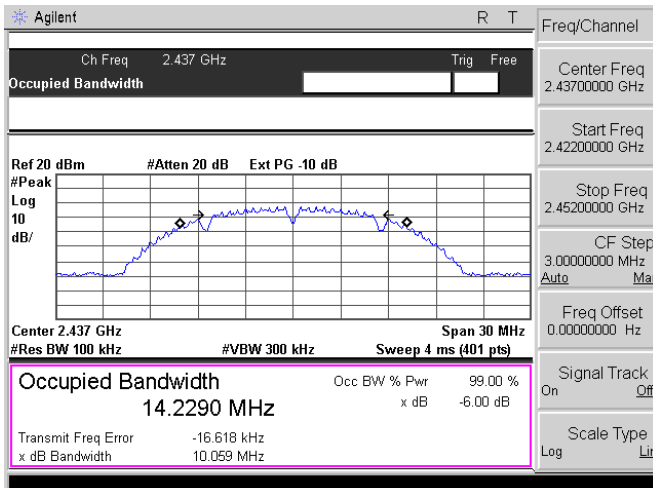 Agilent R T
Freq/Channel
Ch Freq 2.437 GHz Trig Free
Occupied Bandwidth
Center Freq
2.43700000 GHz
Start Freq
2.42200000 GHz
Stop Freq
2.45200000 GHz
CF Step
3.00000000 MHz
Auto Ma
Freq Offset
0.00000000 Hz
Signal Track
On Off
Scale Type
Log Lin
Ref 20 dBm #Atten 20 dB Ext PG -10 dB
#Peak
Log
10
dB/
Center 2.437 GHz Span 30 MHz
#Res BW 100 kHz #VBW 300 kHz Sweep 4 ms (401 pts)
Occupied Bandwidth Occ BW % Pwr 99.00 %
14.2290 MHz x dB -6.00 dB
Transmit Freq Error -16.618 kHz
x dB Bandwidth 10.059 MHz